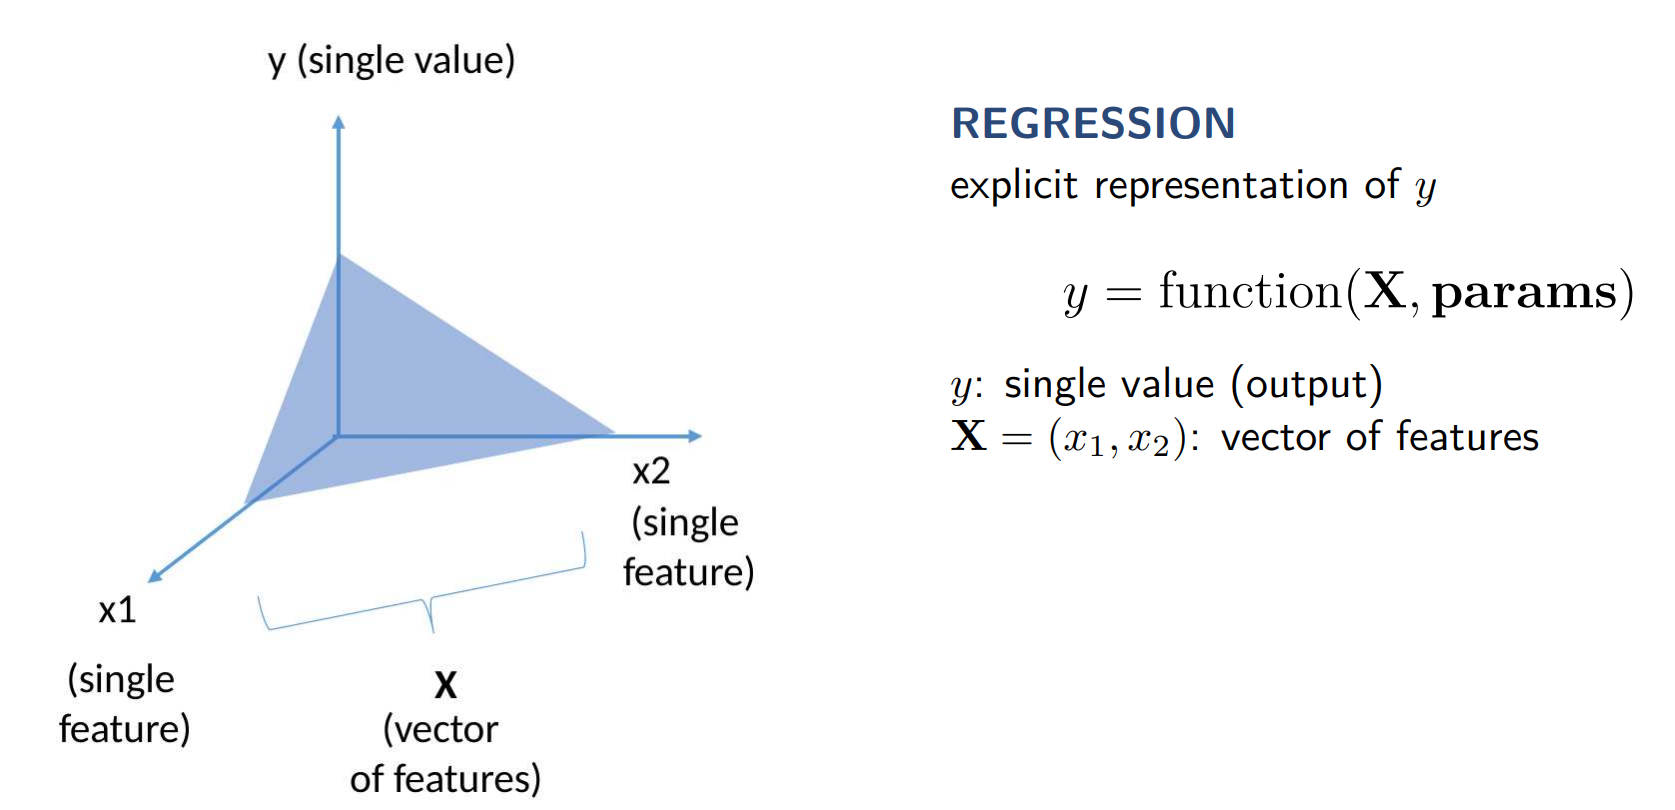 y (single value)
x2
(single
feature)
x1
(single
feature)
X
(vector
of features)
REGRESSION
explicit representation of y
y = function(X, params)
y: single value (output)
X = (x₁, x₂): vector of features